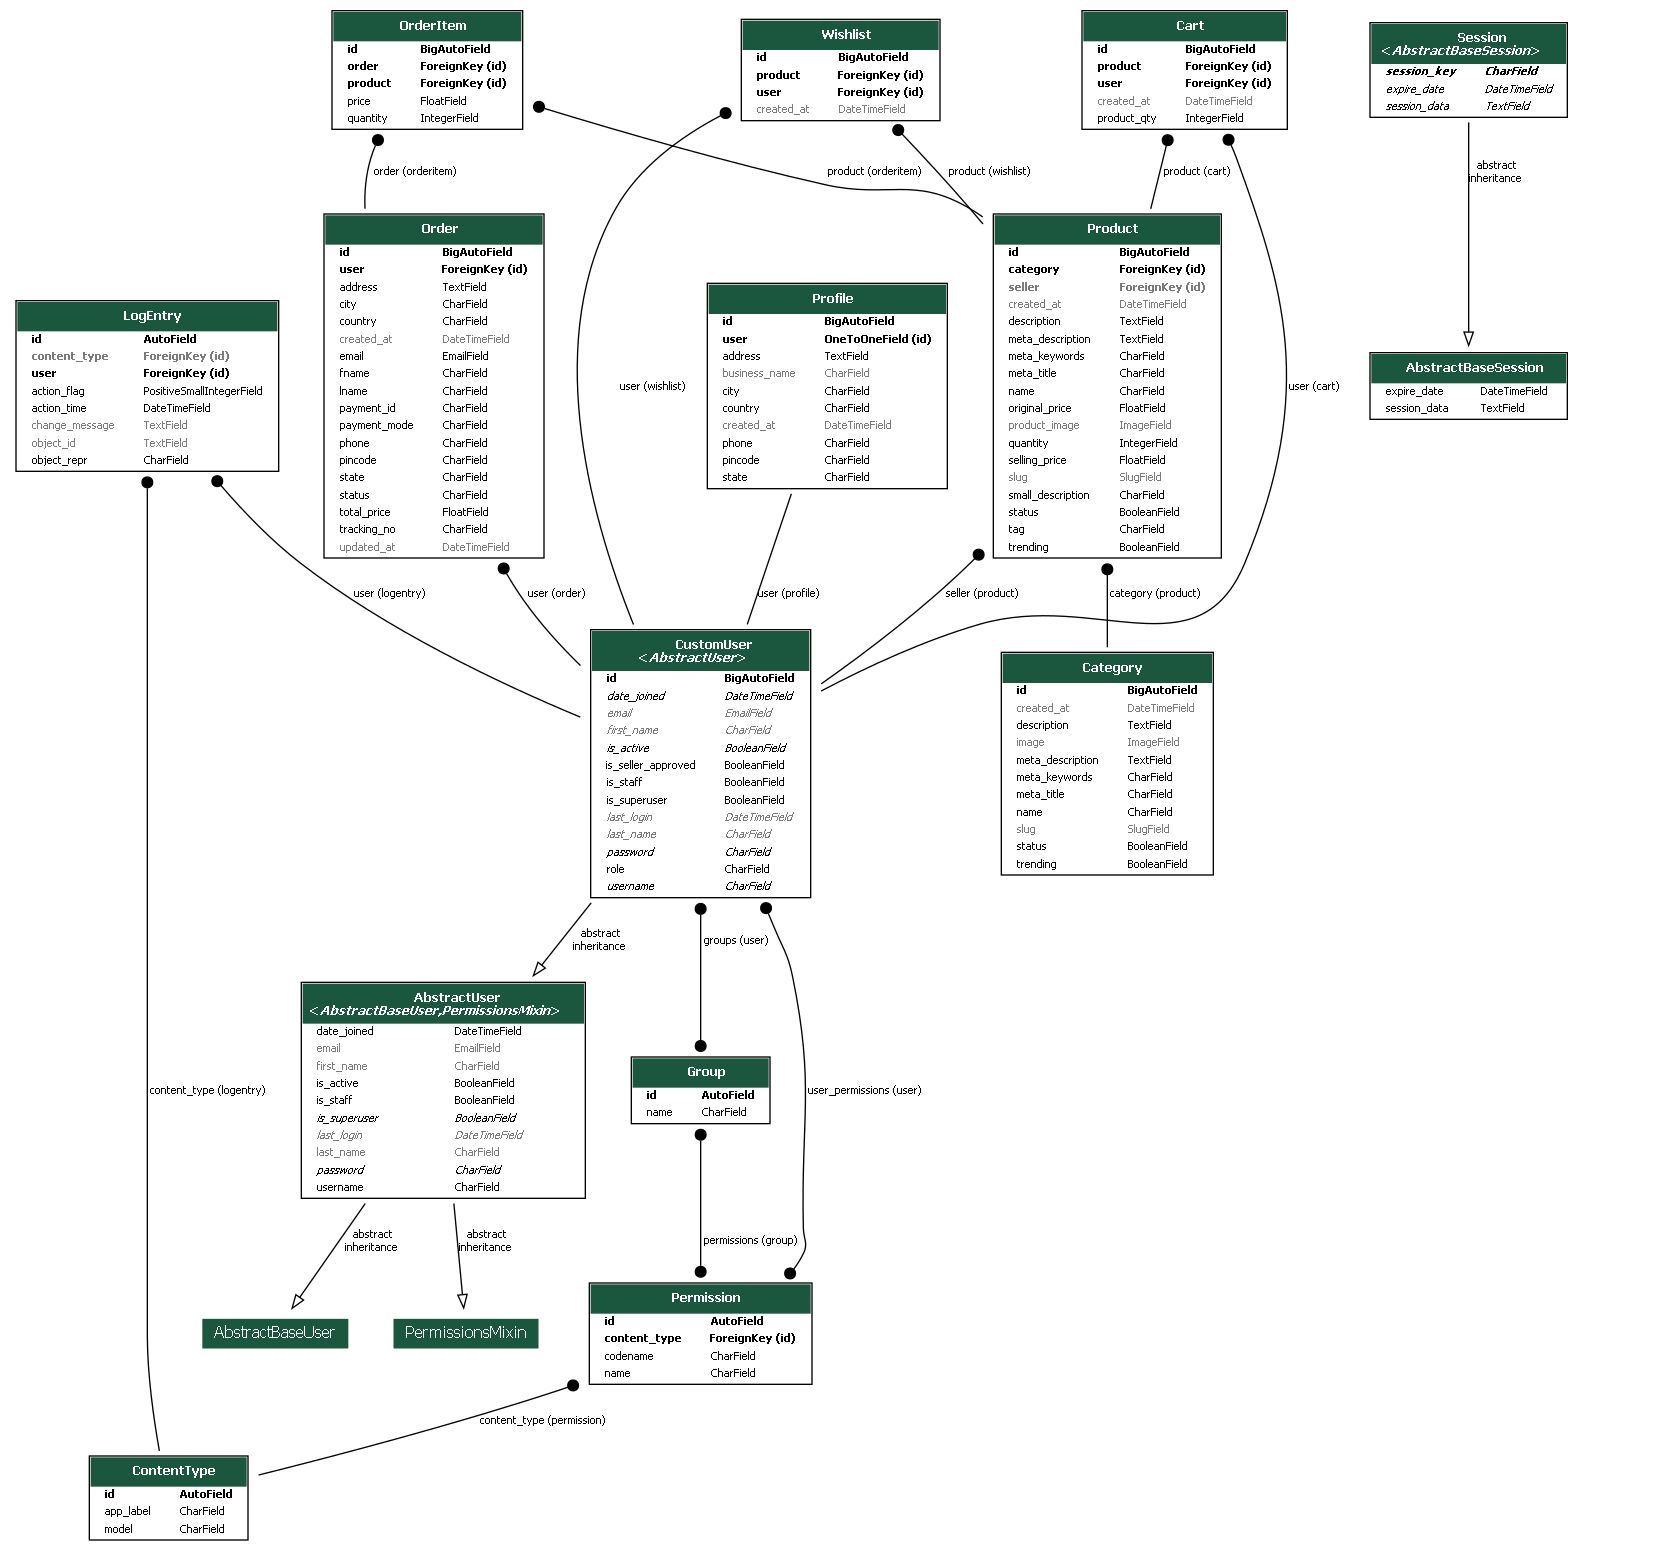 OrderItem
id BigAutoField
order ForeignKey (id)
product ForeignKey (id)
price FloatField
quantity IntegerField
Wishlist
id BigAutoField
product ForeignKey (id)
user ForeignKey (id)
created_at DateTimeField
Cart
id BigAutoField
product ForeignKey (id)
user ForeignKey (id)
created_at DateTimeField
product_qty IntegerField
Session
<AbstractBaseSession>
session_key CharField
expire_date DateTimeField
session_data TextField
order (orderitem)
product (orderitem)
product (wishlist)
product (cart)
abstract
inheritance
Order
id BigAutoField
user ForeignKey (id)
address TextField
city CharField
country CharField
created_at DateTimeField
email EmailField
fname CharField
lname CharField
payment_id CharField
payment_mode CharField
phone CharField
pincode CharField
state CharField
status CharField
total_price FloatField
tracking_no CharField
updated_at DateTimeField
Product
id BigAutoField
category ForeignKey (id)
seller ForeignKey (id)
created_at DateTimeField
description TextField
meta_description TextField
meta_keywords CharField
meta_title CharField
name CharField
original_price FloatField
product_image ImageField
quantity IntegerField
selling_price FloatField
slug SlugField
small_description CharField
status BooleanField
tag CharField
trending BooleanField
LogEntry
id AutoField
content_type ForeignKey (id)
user ForeignKey (id)
action_flag PositiveSmallIntegerField
action_time DateTimeField
change_message TextField
object_id TextField
object_repr CharField
Profile
id BigAutoField
user OneToOneField (id)
address TextField
business_name CharField
city CharField
country CharField
created_at DateTimeField
phone CharField
pincode CharField
state CharField
user (wishlist)
user (cart)
AbstractBaseSession
expire_date DateTimeField
session_data TextField
user (logentry)
user (order)
user (profile)
seller (product)
category (product)
CustomUser
<AbstractUser>
id BigAutoField
date_joined DateTimeField
email EmailField
first_name CharField
is_active BooleanField
is_seller_approved BooleanField
is_staff BooleanField
is_superuser BooleanField
last_login DateTimeField
last_name CharField
password CharField
role CharField
username CharField
Category
id BigAutoField
created_at DateTimeField
description TextField
image ImageField
meta_description TextField
meta_keywords CharField
meta_title CharField
name CharField
slug SlugField
status BooleanField
trending BooleanField
abstract
inheritance
groups (user)
AbstractUser
<AbstractBaseUser,PermissionsMixin>
date_joined DateTimeField
email EmailField
first_name CharField
is_active BooleanField
is_staff BooleanField
is_superuser BooleanField
last_login DateTimeField
last_name CharField
password CharField
username CharField
Group
id AutoField
name CharField
content_type (logentry)
user_permissions (user)
abstract
inheritance
abstract
inheritance
permissions (group)
AbstractBaseUser
PermissionsMixin
Permission
id AutoField
content_type ForeignKey (id)
codename CharField
name CharField
content_type (permission)
ContentType
id AutoField
app_label CharField
model CharField